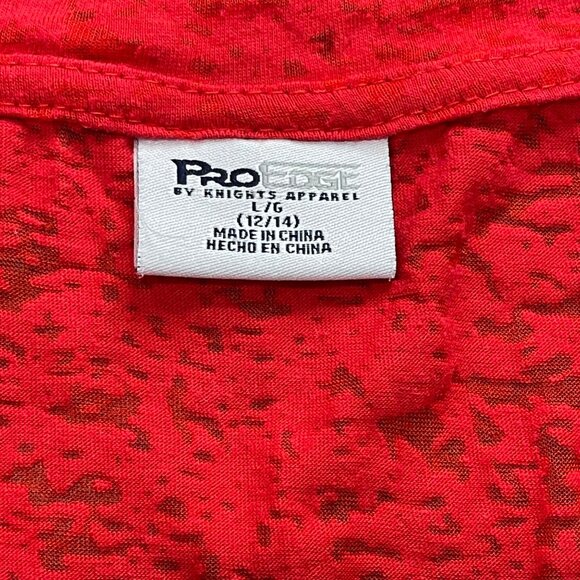 PROEDGE
BY KNIGHTS APPAREL
L/G
(12/14)
MADE IN CHINA
HECHO EN CHINA